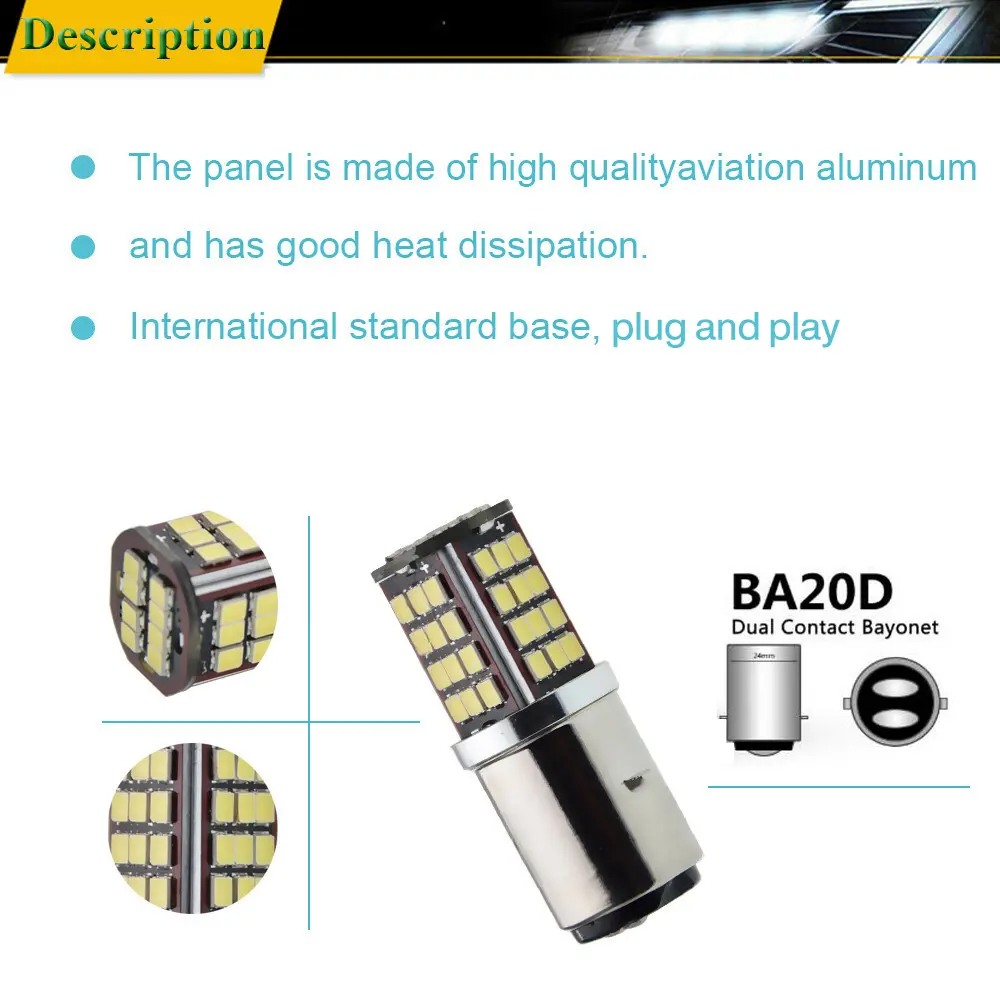 Description
The panel is made of high qualityaviation aluminum
and has good heat dissipation.
International standard base, plug and play
BA20D
Dual Contact Bayonet
24mm